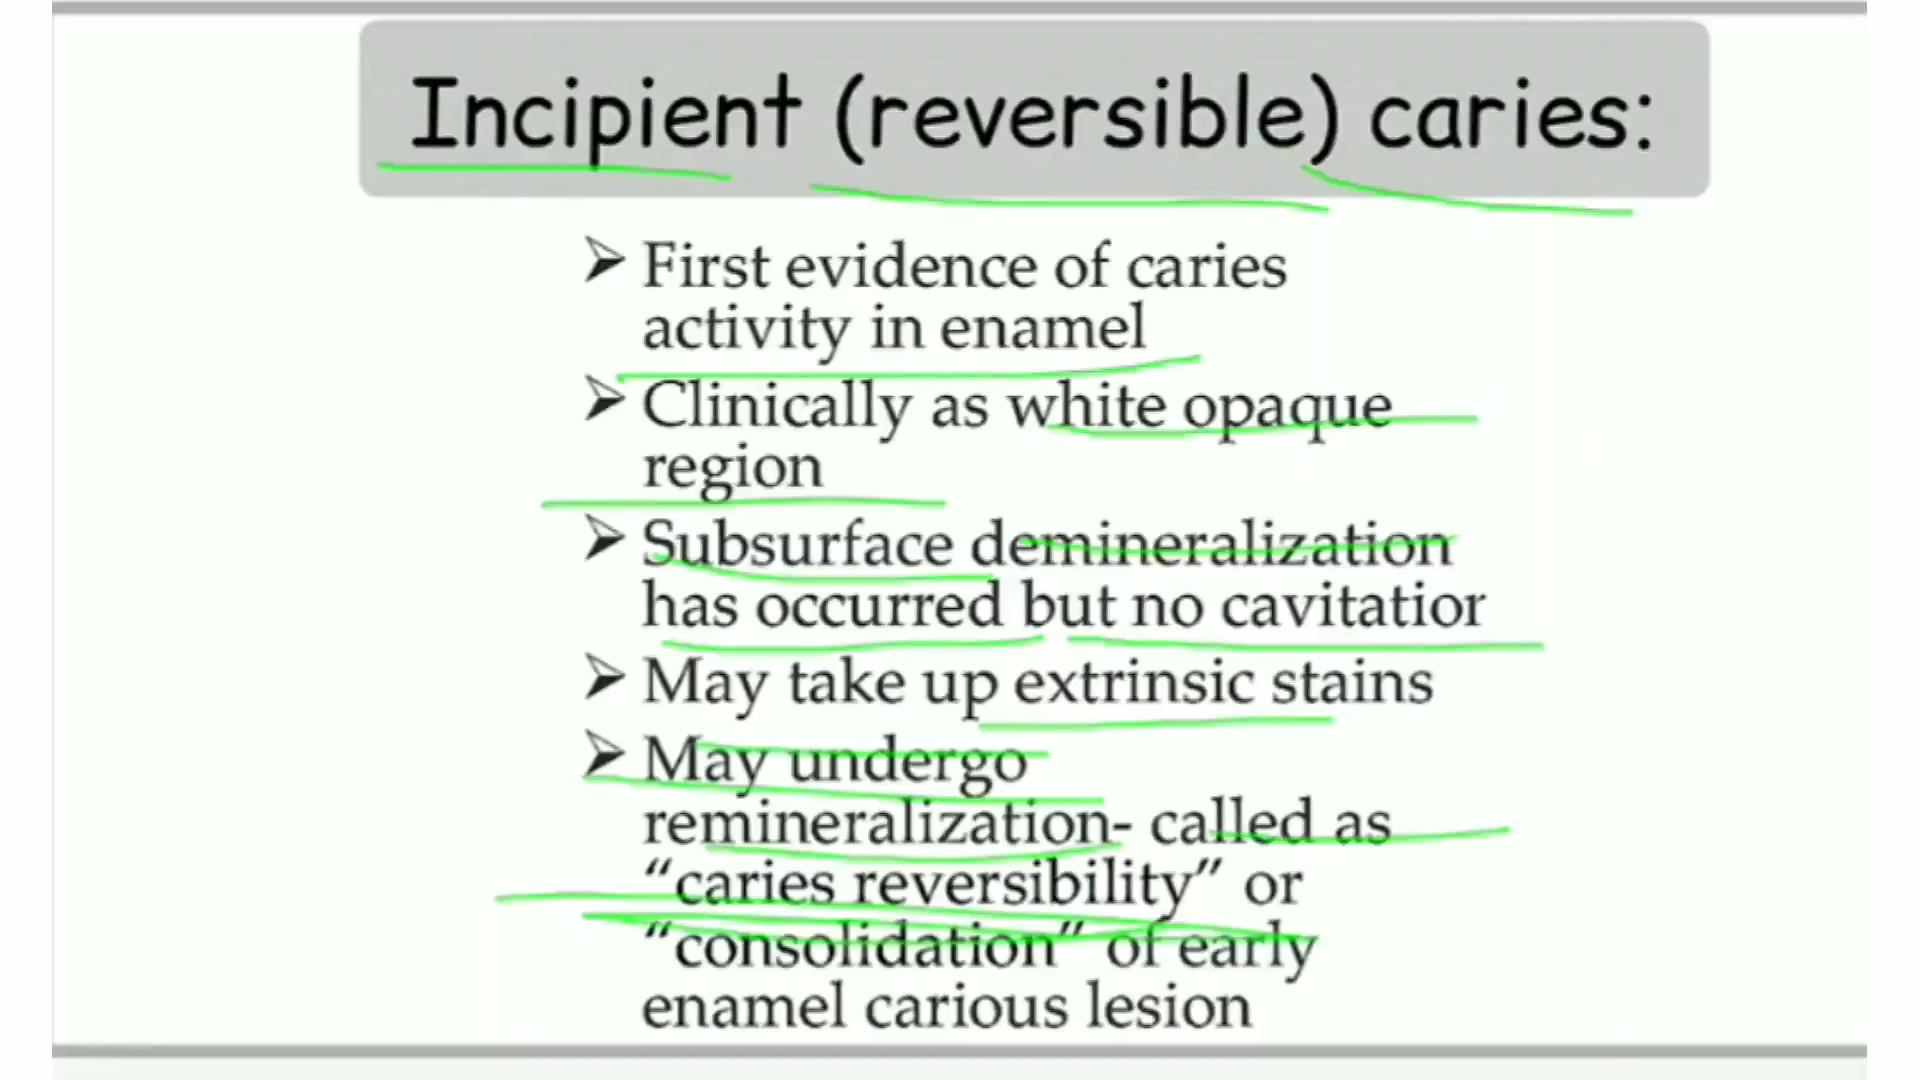 Incipient (reversible) caries:
➢ First evidence of caries
activity in enamel
➢ Clinically as white opaque
region
➢ Subsurface demineralization
has occurred but no cavitatior
➢ May take up extrinsic stains
➢ May undergo
remineralization- called as
“caries reversibility” or
“consolidation” of early
enamel carious lesion